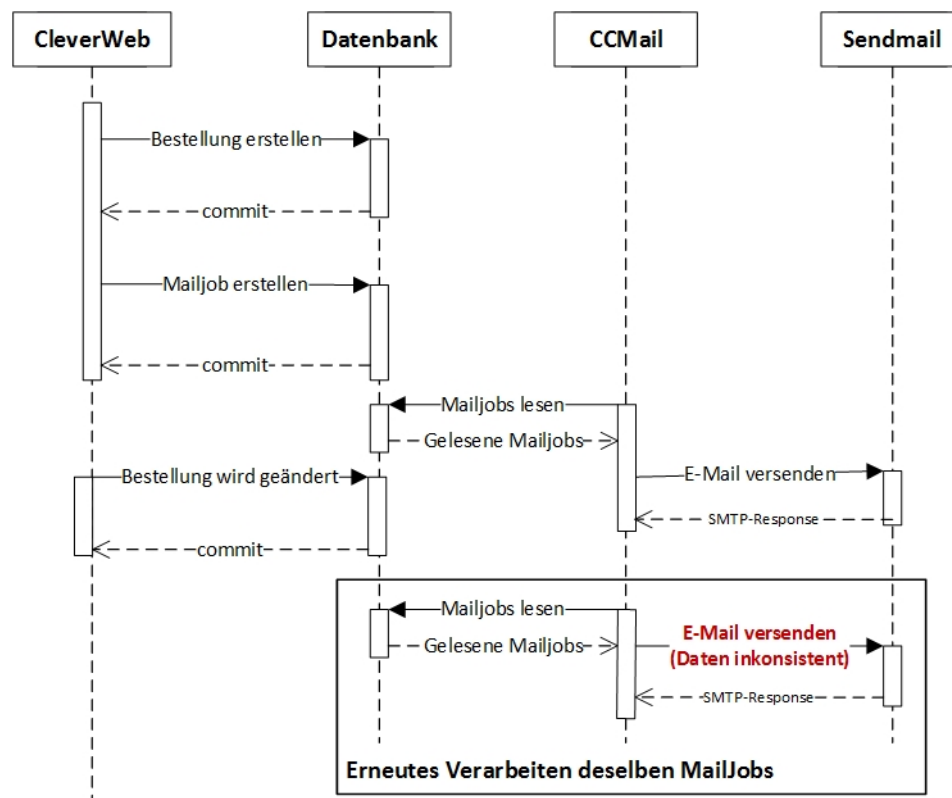 CleverWeb
Datenbank
CCMail
Sendmail
Bestellung erstellen
commit
Mailjob erstellen
commit
Mailjobs lesen
Gelesene Mailjobs
Bestellung wird geändert
E-Mail versenden
SMTP-Response
commit
Mailjobs lesen
Gelesene Mailjobs
E-Mail versenden
(Daten inkonsistent)
SMTP-Response
Erneutes Verarbeiten deselben MailJobs